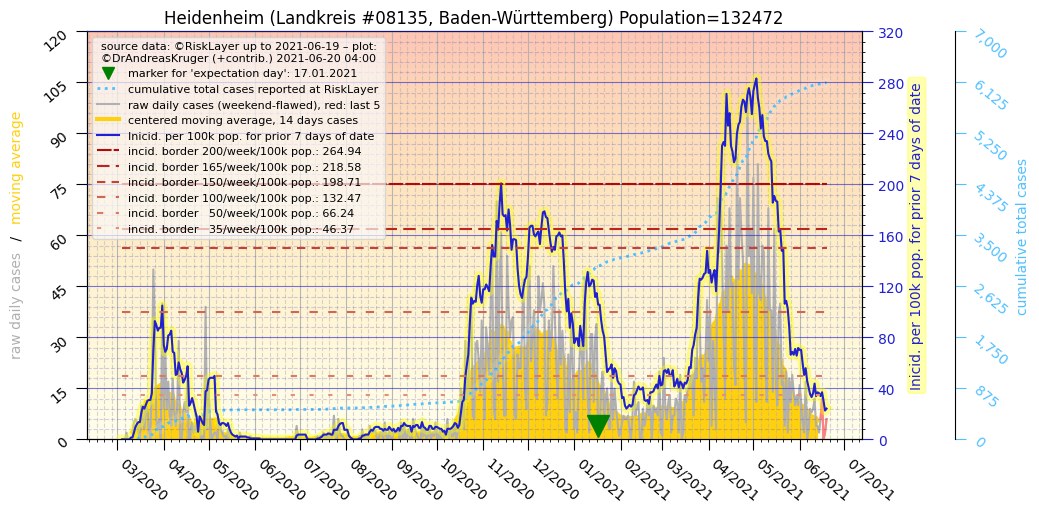 Heidenheim (Landkreis #08135, Baden-Württemberg) Population=132472
source data: ©RiskLayer up to 2021-06-19 – plot:
©DrAndreasKruger (+contrib.) 2021-06-20 04:00
marker for 'expectation day': 17.01.2021
cumulative total cases reported at RiskLayer
raw daily cases (weekend-flawed), red: last 5
centered moving average, 14 days cases
Inicid. per 100k pop. for prior 7 days of date
incid. border 200/week/100k pop.: 264.94
incid. border 165/week/100k pop.: 218.58
incid. border 150/week/100k pop.: 198.71
incid. border 100/week/100k pop.: 132.47
incid. border   50/week/100k pop.: 66.24
incid. border   35/week/100k pop.: 46.37
raw daily cases / moving average
120
105
90
75
60
45
30
15
0
320
280
240
200
160
120
80
40
0
Inicid. per 100k pop. for prior 7 days of date
7,000
6,125
5,250
4,375
3,500
2,625
1,750
875
0
cumulative total cases
03/2020
04/2020
05/2020
06/2020
07/2020
08/2020
09/2020
10/2020
11/2020
12/2020
01/2021
02/2021
03/2021
04/2021
05/2021
06/2021
07/2021